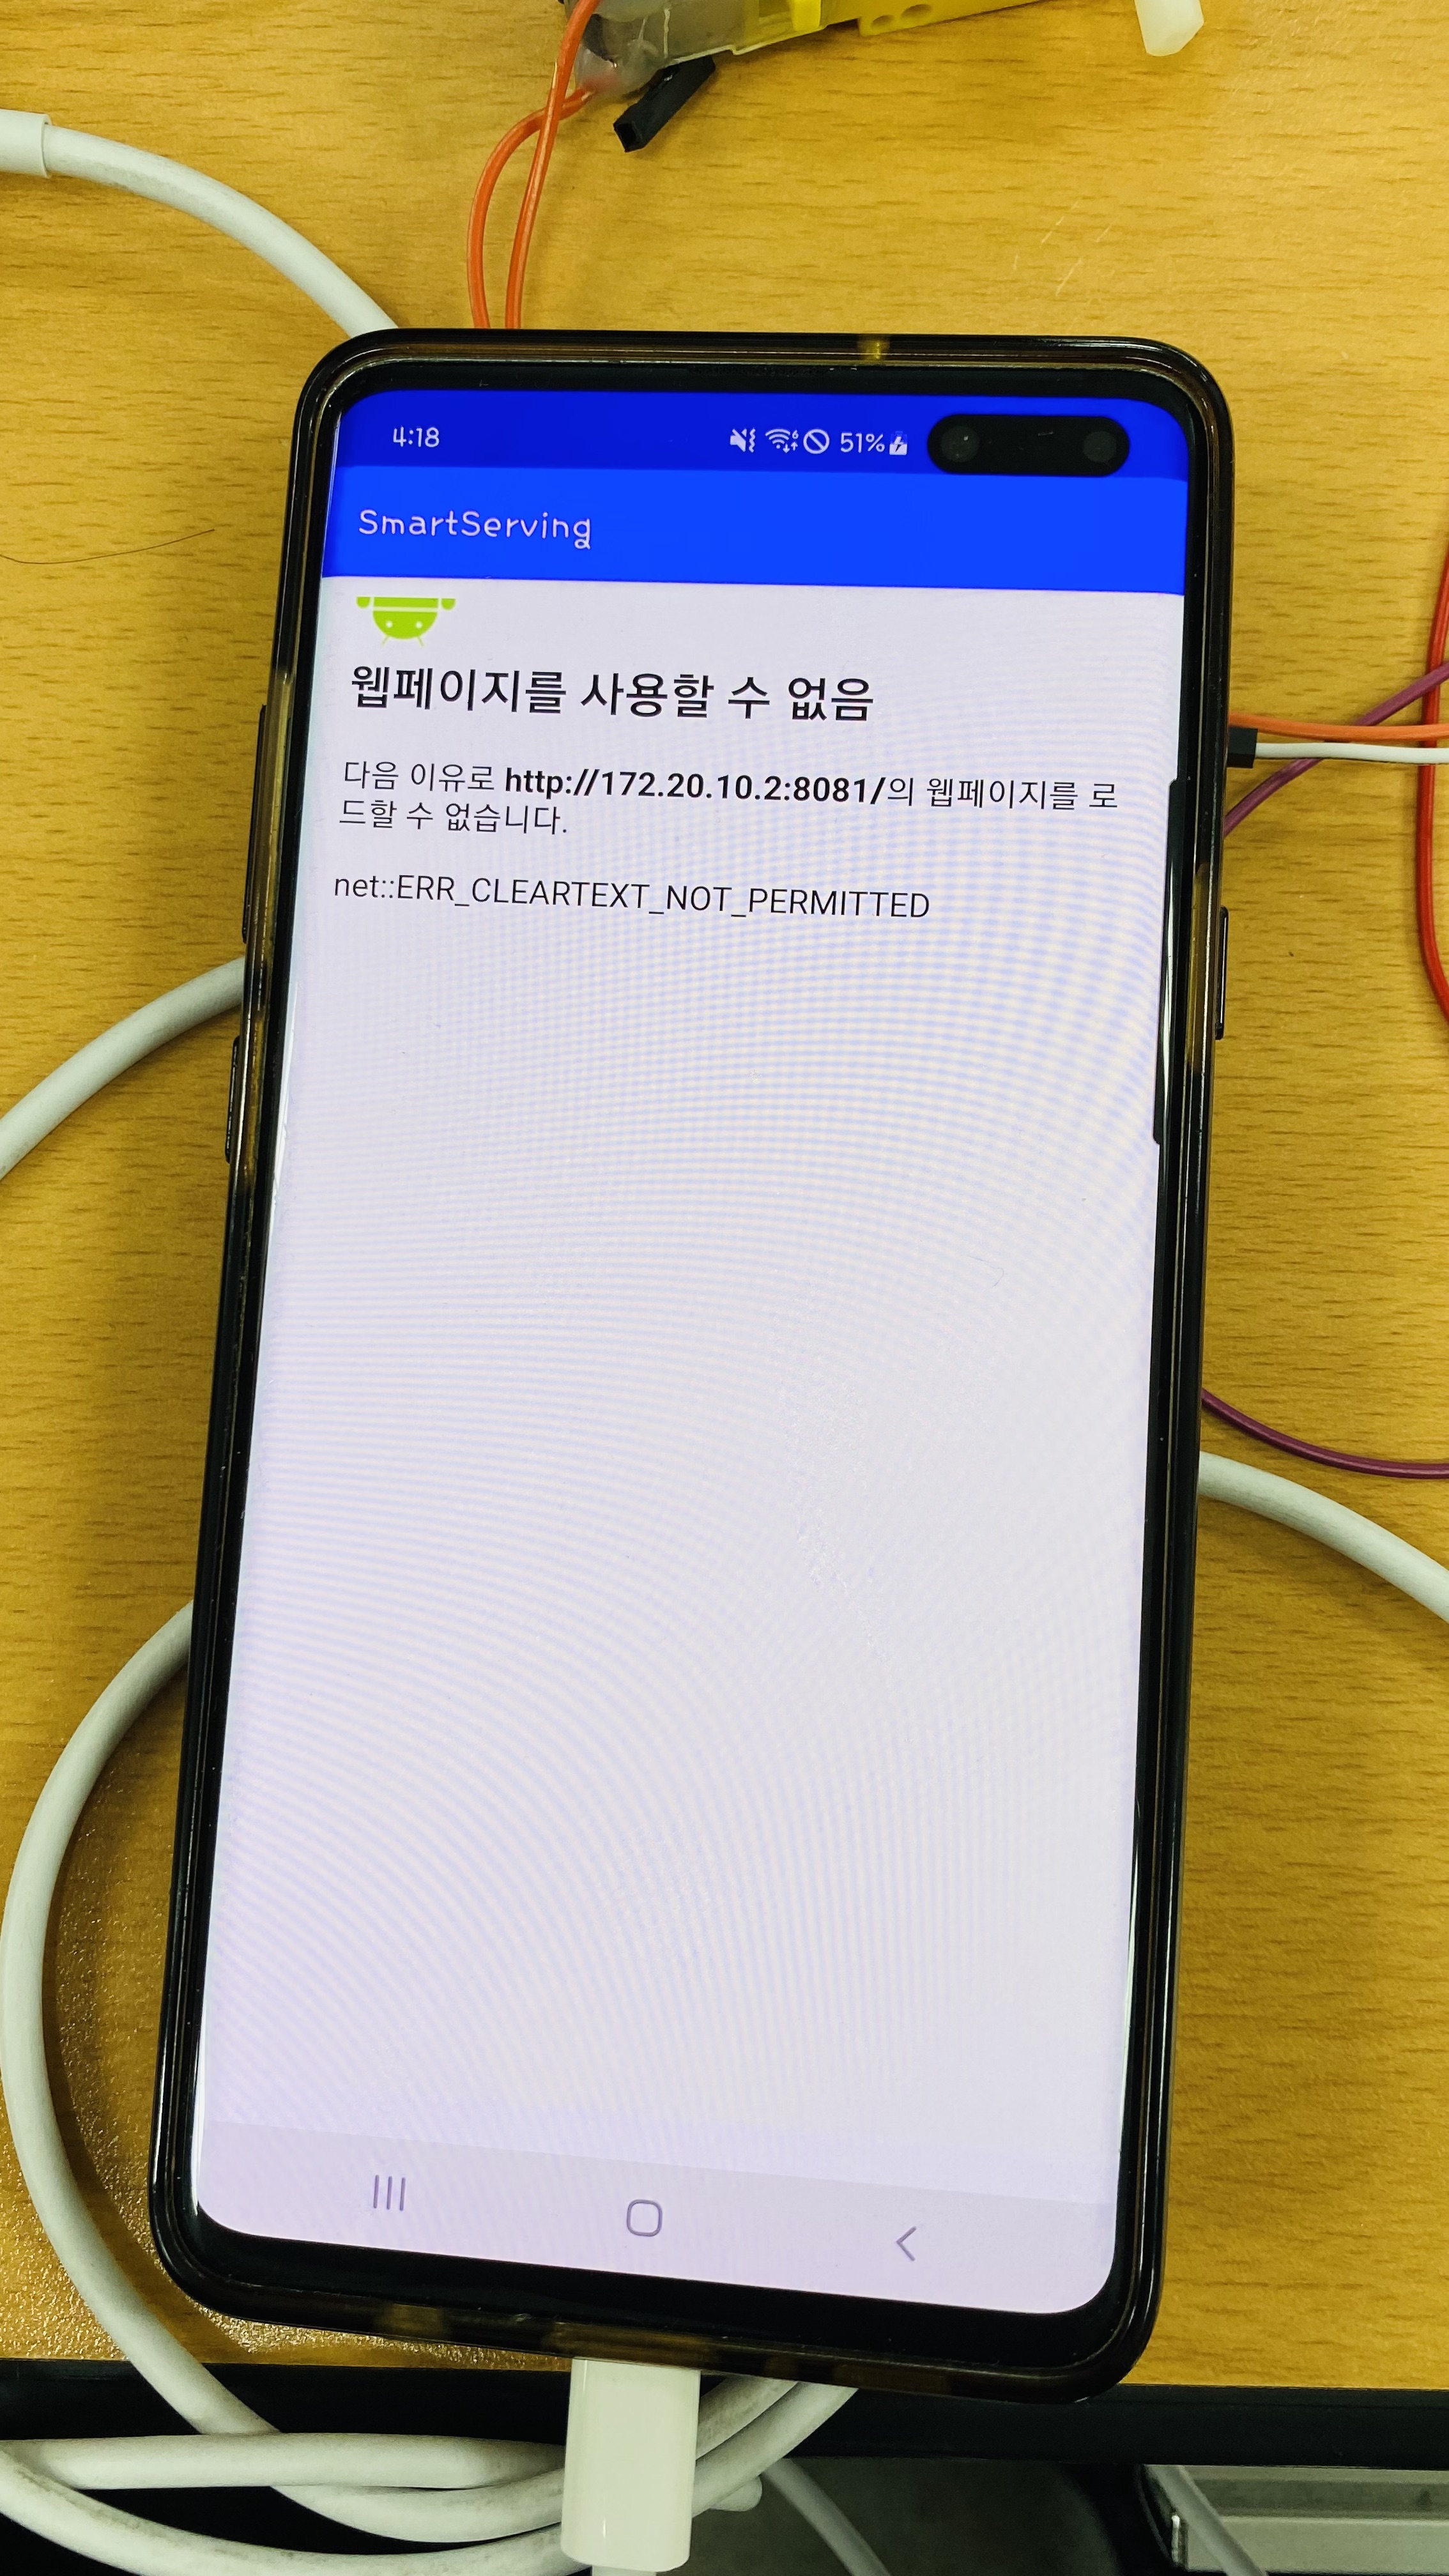 4:18 51%
SmartServing
웹페이지를 사용할 수 없음
다음 이유로 http://172.20.10.2:8081/의 웹페이지를 로
드할 수 없습니다.
net::ERR_CLEARTEXT_NOT_PERMITTED